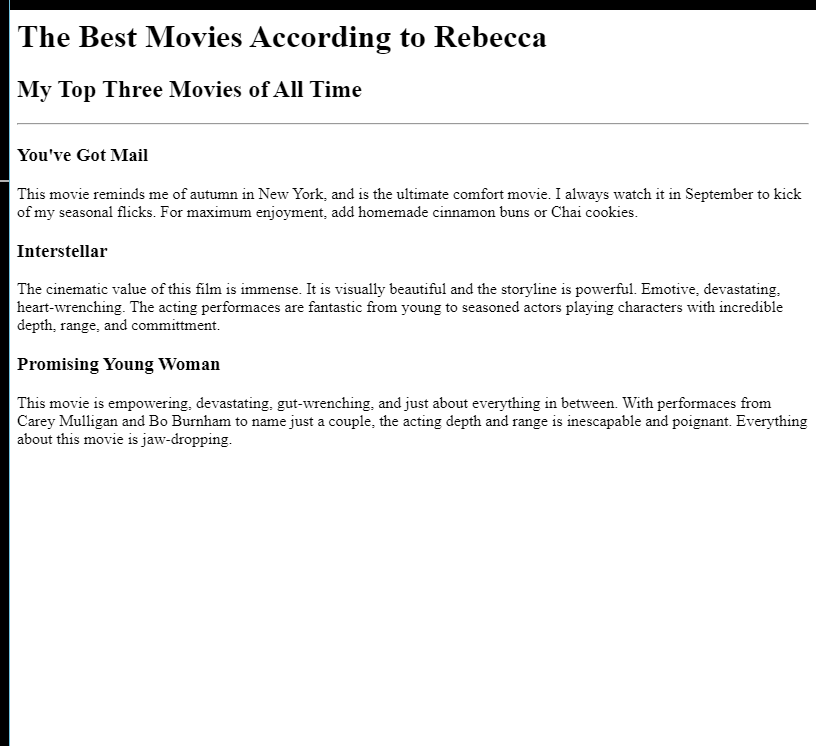 The Best Movies According to Rebecca
My Top Three Movies of All Time
You've Got Mail
This movie reminds me of autumn in New York, and is the ultimate comfort movie. I always watch it in September to kick
of my seasonal flicks. For maximum enjoyment, add homemade cinnamon buns or Chai cookies.
Interstellar
The cinematic value of this film is immense. It is visually beautiful and the storyline is powerful. Emotive, devastating,
heart-wrenching. The acting performaces are fantastic from young to seasoned actors playing characters with incredible
depth, range, and committment.
Promising Young Woman
This movie is empowering, devastating, gut-wrenching, and just about everything in between. With performaces from
Carey Mulligan and Bo Burnham to name just a couple, the acting depth and range is inescapable and poignant. Everything
about this movie is jaw-dropping.